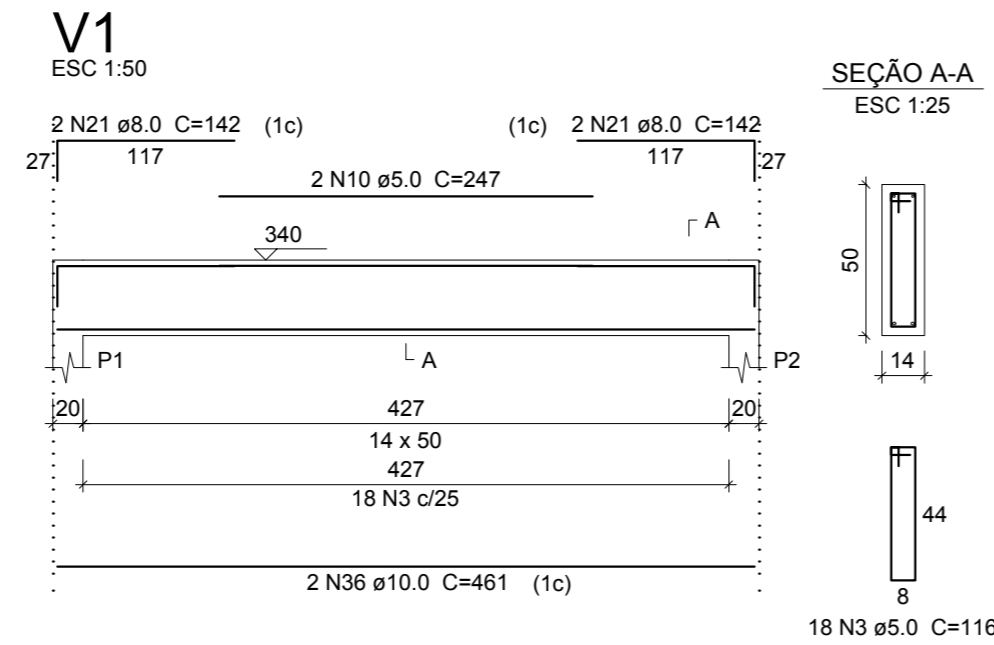 V1
ESC 1:50
SEÇÃO A-A
ESC 1:25
2 N21 ø8.0 C=142 (1c)
(1c) 2 N21 ø8.0 C=142
27
117
117
27
2 N10 ø5.0 C=247
A
340
50
P1
A
P2
14
20
427
20
14 x 50
427
18 N3 c/25
44
2 N36 ø10.0 C=461 (1c)
8
18 N3 ø5.0 C=116